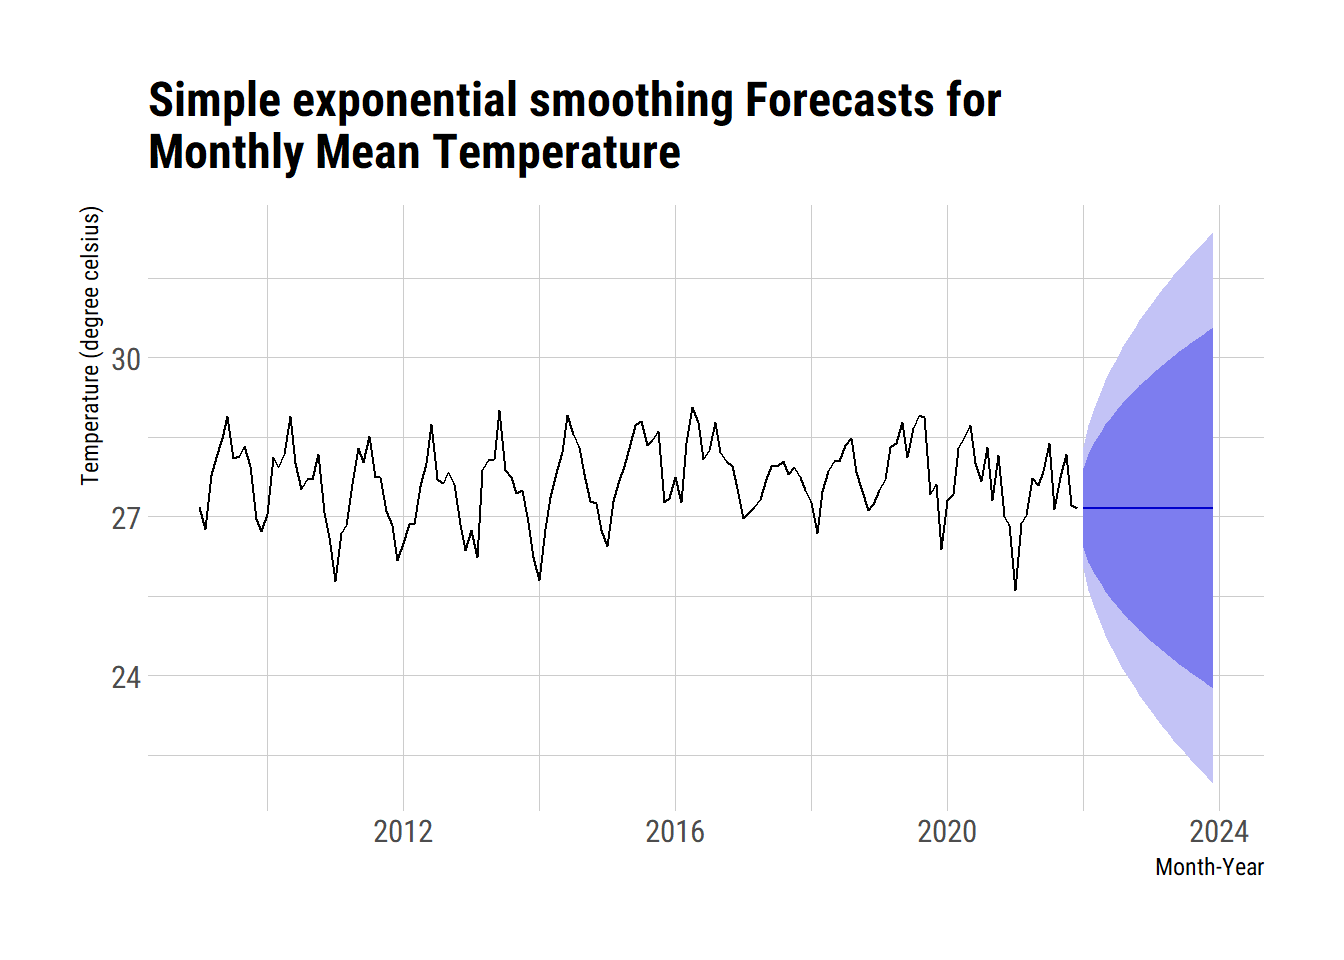 Simple exponential smoothing Forecasts for
Monthly Mean Temperature
Temperature (degree celsius)
30
27
24
2012
2016
2020
2024
Month-Year